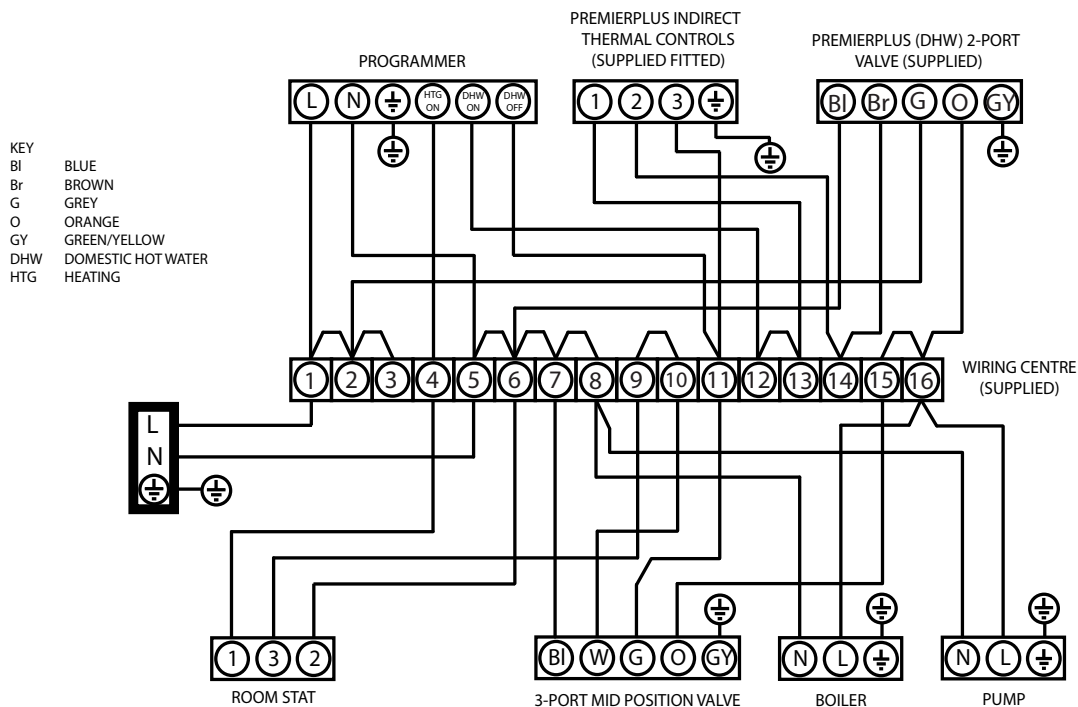 PREMIERPLUS INDIRECT
THERMAL CONTROLS
(SUPPLIED FITTED)
PREMIERPLUS (DHW) 2-PORT
VALVE (SUPPLIED)
PROGRAMMER
L N HTG ON DHW ON DHW OFF
1 2 3
Bl Br G O GY
KEY
Bl BLUE
Br BROWN
G GREY
O ORANGE
GY GREEN/YELLOW
DHW DOMESTIC HOT WATER
HTG HEATING
1 2 3 4 5 6 7 8 9 10 11 12 13 14 15 16
WIRING CENTRE
(SUPPLIED)
L
N
1 3 2
ROOM STAT
Bl W G O GY
3-PORT MID POSITION VALVE
N L
BOILER
N L
PUMP